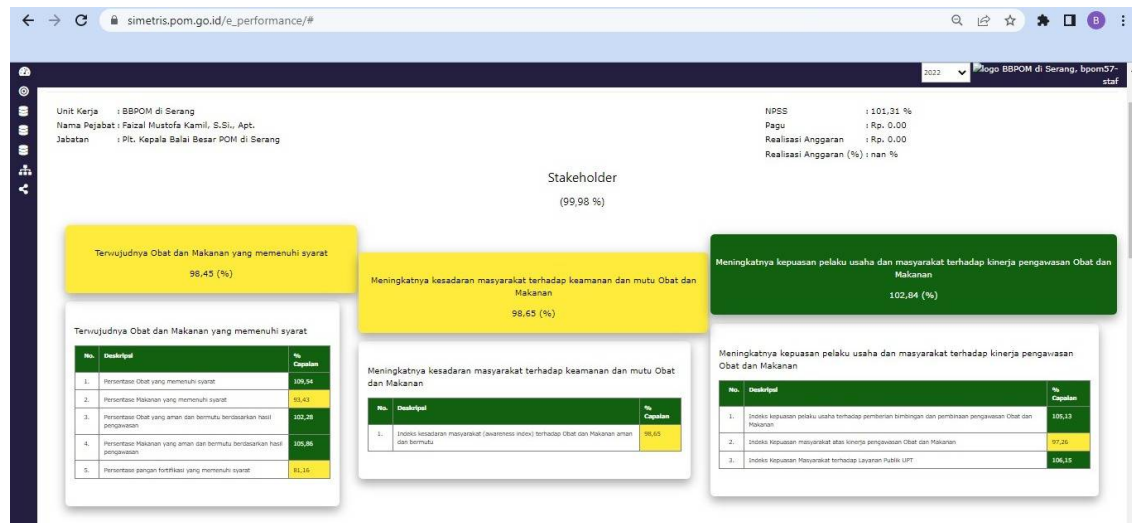 simetris.pom.go.id/e_performance/#
B
2022
logo BBPOM di Serang, bpom57-
staf
Unit Kerja : BBPOM di Serang
Nama Pejabat : Faizal Mustofa Kamil, S.Si., Apt.
Jabatan : Plt. Kepala Balai Besar POM di Serang
NPSS : 101,31 %
Pagu : Rp. 0.00
Realisasi Anggaran : Rp. 0.00
Realisasi Anggaran (%) : nan %
Stakeholder
(99,98 %)
Terwujudnya Obat dan Makanan yang memenuhi syarat
98,45 (%)
Terwujudnya Obat dan Makanan yang memenuhi syarat
No. Deskripsi %
Capaian
1. Persentase Obat yang memenuhi syarat 109,54
2. Persentase Makanan yang memenuhi syarat 93,43
3. Persentase Obat yang aman dan bermutu berdasarkan hasil
pengawasan 102,28
4. Persentase Makanan yang aman dan bermutu berdasarkan hasil
pengawasan 105,86
5. Persentase pangan fortifikasi yang memenuhi syarat 81,16
Meningkatnya kesadaran masyarakat terhadap keamanan dan mutu Obat dan
Makanan
98,65 (%)
Meningkatnya kesadaran masyarakat terhadap keamanan dan mutu Obat
dan Makanan
No. Deskripsi %
Capaian
1. Indeks kesadaran masyarakat (awareness index) terhadap Obat dan Makanan aman
dan bermutu 98,65
Meningkatnya kepuasan pelaku usaha dan masyarakat terhadap kinerja pengawasan Obat dan
Makanan
102,84 (%)
Meningkatnya kepuasan pelaku usaha dan masyarakat terhadap kinerja pengawasan
Obat dan Makanan
No. Deskripsi %
Capaian
1. Indeks kepuasan pelaku usaha terhadap pemberian bimbingan dan pembinaan pengawasan Obat dan
Makanan 105,13
2. Indeks Kepuasan masyarakat atas kinerja pengawasan Obat dan Makanan 97,26
3. Indeks Kepuasan Masyarakat terhadap Layanan Publik UPT 106,15